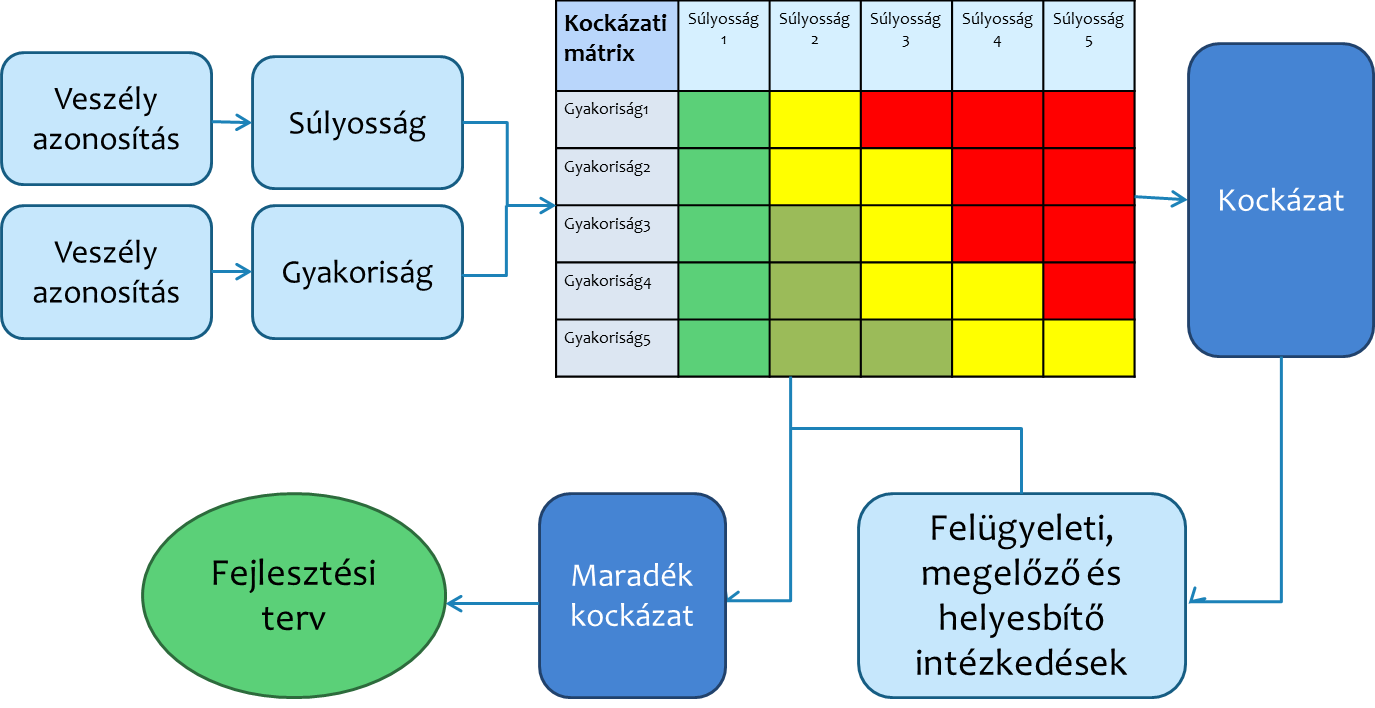 Veszély
azonosítás
Súlyosság
Veszély
azonosítás
Gyakoriság
Kockázati
mátrix
Súlyosság
1
Súlyosság
2
Súlyosság
3
Súlyosság
4
Súlyosság
5
Gyakoriság1
Gyakoriság2
Gyakoriság3
Gyakoriság4
Gyakoriság5
Kockázat
Fejlesztési
terv
Maradék
kockázat
Felügyeleti,
megelőző és
helyesbítő
intézkedések